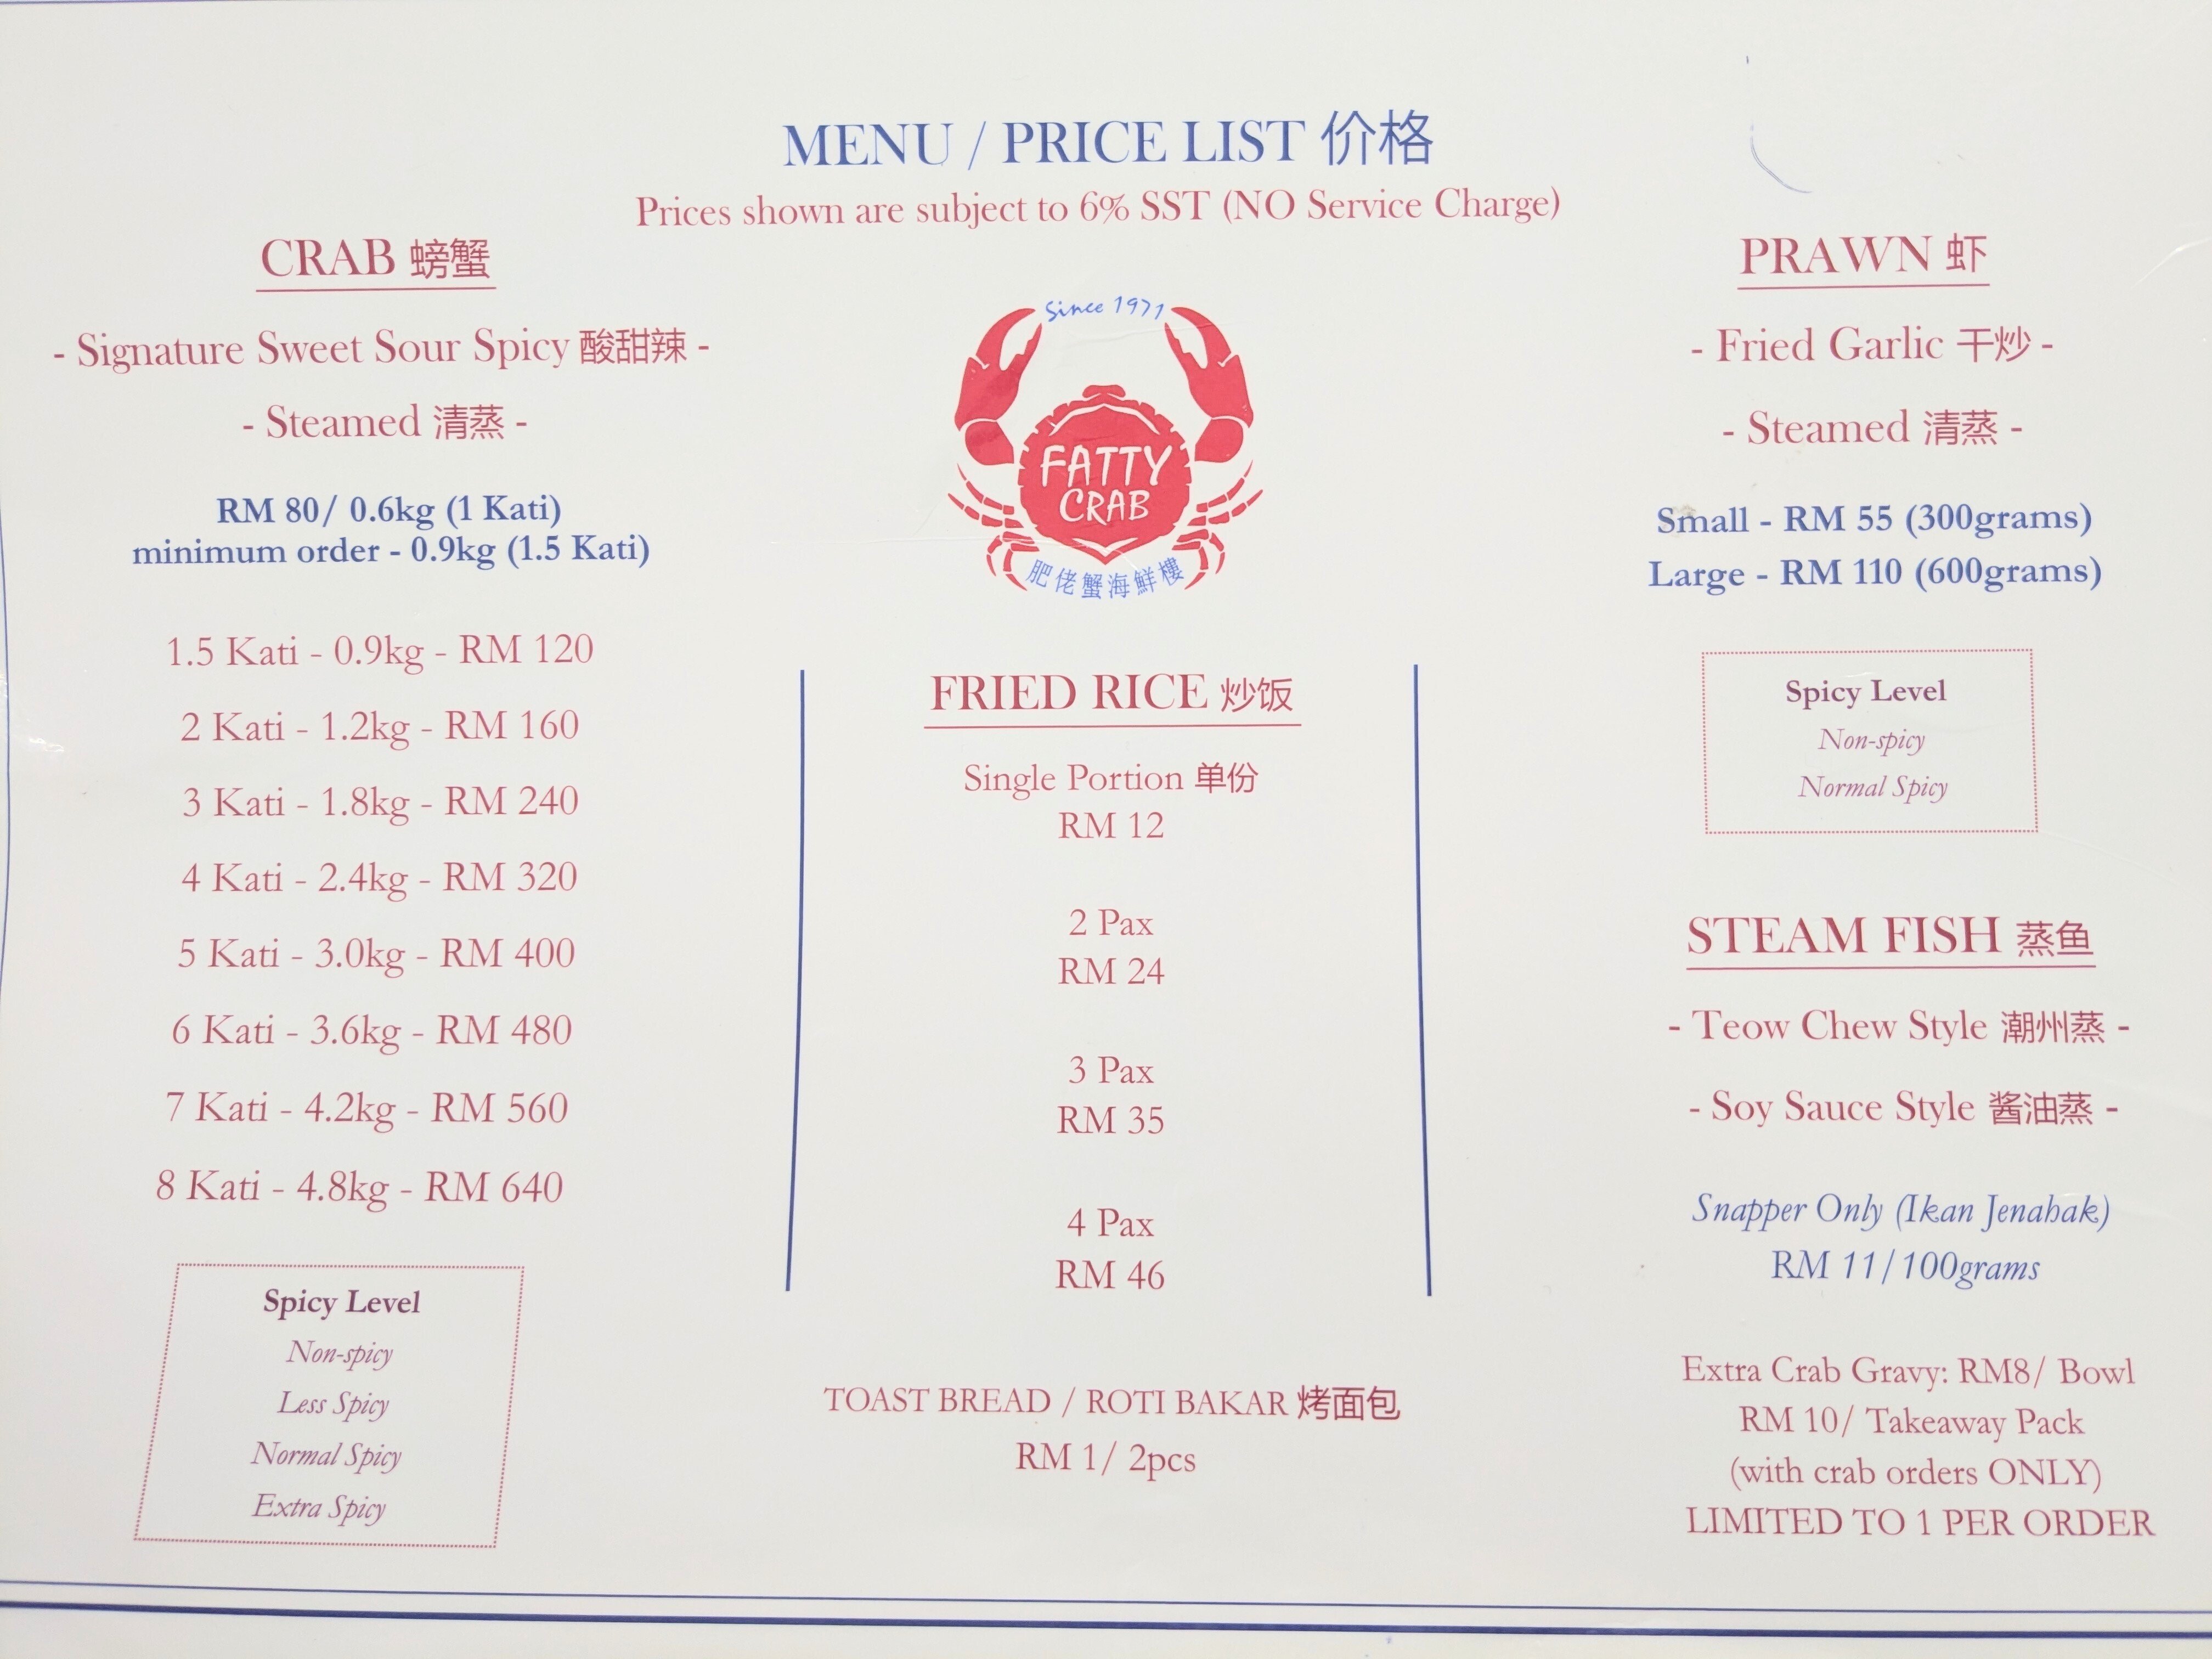 MENU / PRICE LIST 价格
Prices shown are subject to 6% SST (NO Service Charge)
CRAB 螃蟹
- Signature Sweet Sour Spicy 酸甜辣 -
- Steamed 清蒸 -
RM 80/ 0.6kg (1 Kati)
minimum order - 0.9kg (1.5 Kati)
1.5 Kati - 0.9kg - RM 120
2 Kati - 1.2kg - RM 160
3 Kati - 1.8kg - RM 240
4 Kati - 2.4kg - RM 320
5 Kati - 3.0kg - RM 400
6 Kati - 3.6kg - RM 480
7 Kati - 4.2kg - RM 560
8 Kati - 4.8kg - RM 640
Spicy Level
Non-spicy
Less Spicy
Normal Spicy
Extra Spicy
Since 1971
FATTY
CRAB
肥佬蟹海鮮樓
FRIED RICE 炒饭
Single Portion 单份
RM 12
2 Pax
RM 24
3 Pax
RM 35
4 Pax
RM 46
TOAST BREAD / ROTI BAKAR 烤面包
RM 1/ 2pcs
PRAWN 虾
- Fried Garlic 干炒 -
- Steamed 清蒸 -
Small - RM 55 (300grams)
Large - RM 110 (600grams)
Spicy Level
Non-spicy
Normal Spicy
STEAM FISH 蒸鱼
- Teow Chew Style 潮州蒸 -
- Soy Sauce Style 酱油蒸 -
Snapper Only (Ikan Jenahak)
RM 11/100grams
Extra Crab Gravy: RM8/ Bowl
RM 10/ Takeaway Pack
(with crab orders ONLY)
LIMITED TO 1 PER ORDER